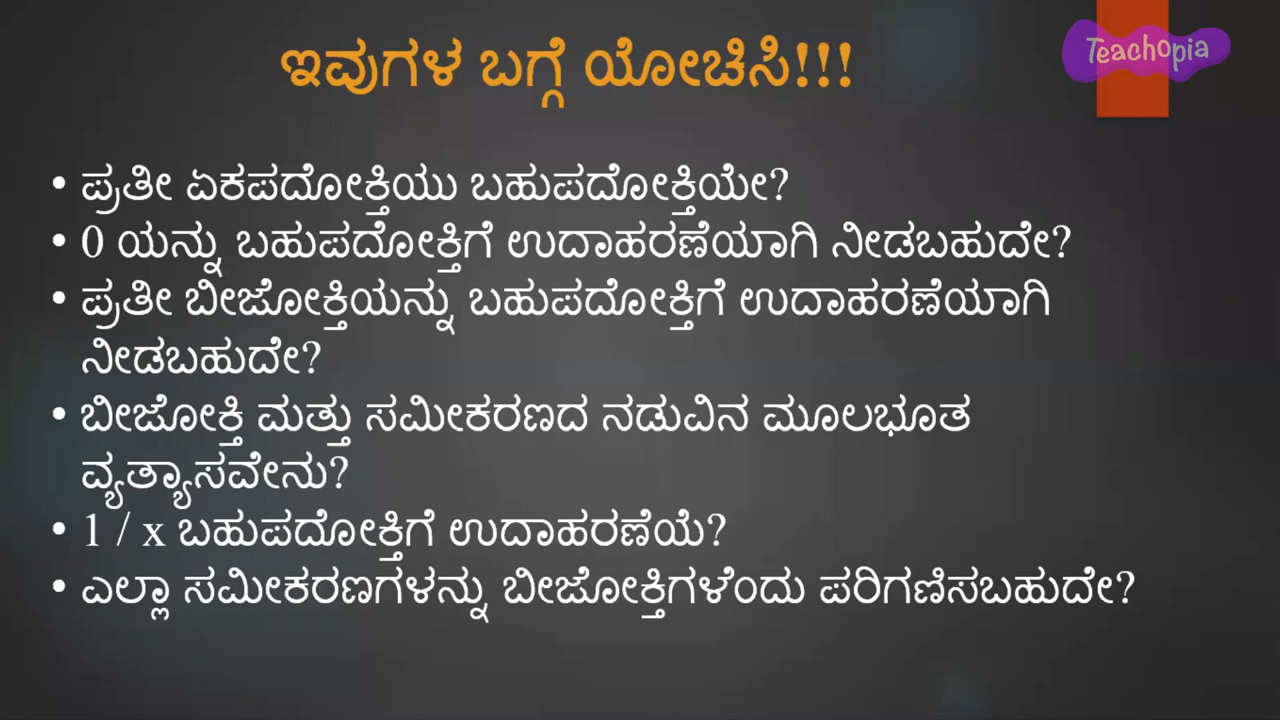 ಇವುಗಳ ಬಗ್ಗೆ ಯೋಚಿಸಿ!!!
Teachopia
• ಪ್ರತೀ ಏಕಪದೋಕ್ತಿಯು ಬಹುಪದೋಕ್ತಿಯೇ?
• 0 ಯನ್ನು ಬಹುಪದೋಕ್ತಿಗೆ ಉದಾಹರಣೆಯಾಗಿ ನೀಡಬಹುದೇ?
• ಪ್ರತೀ ಬೀಜೋಕ್ತಿಯನ್ನು ಬಹುಪದೋಕ್ತಿಗೆ ಉದಾಹರಣೆಯಾಗಿ
ನೀಡಬಹುದೇ?
• ಬೀಜೋಕ್ತಿ ಮತ್ತು ಸಮೀಕರಣದ ನಡುವಿನ ಮೂಲಭೂತ
ವ್ಯತ್ಯಾಸವೇನು?
• 1 / x ಬಹುಪದೋಕ್ತಿಗೆ ಉದಾಹರಣೆಯೆ?
• ಎಲ್ಲಾ ಸಮೀಕರಣಗಳನ್ನು ಬೀಜೋಕ್ತಿಗಳೆಂದು ಪರಿಗಣಿಸಬಹುದೇ?